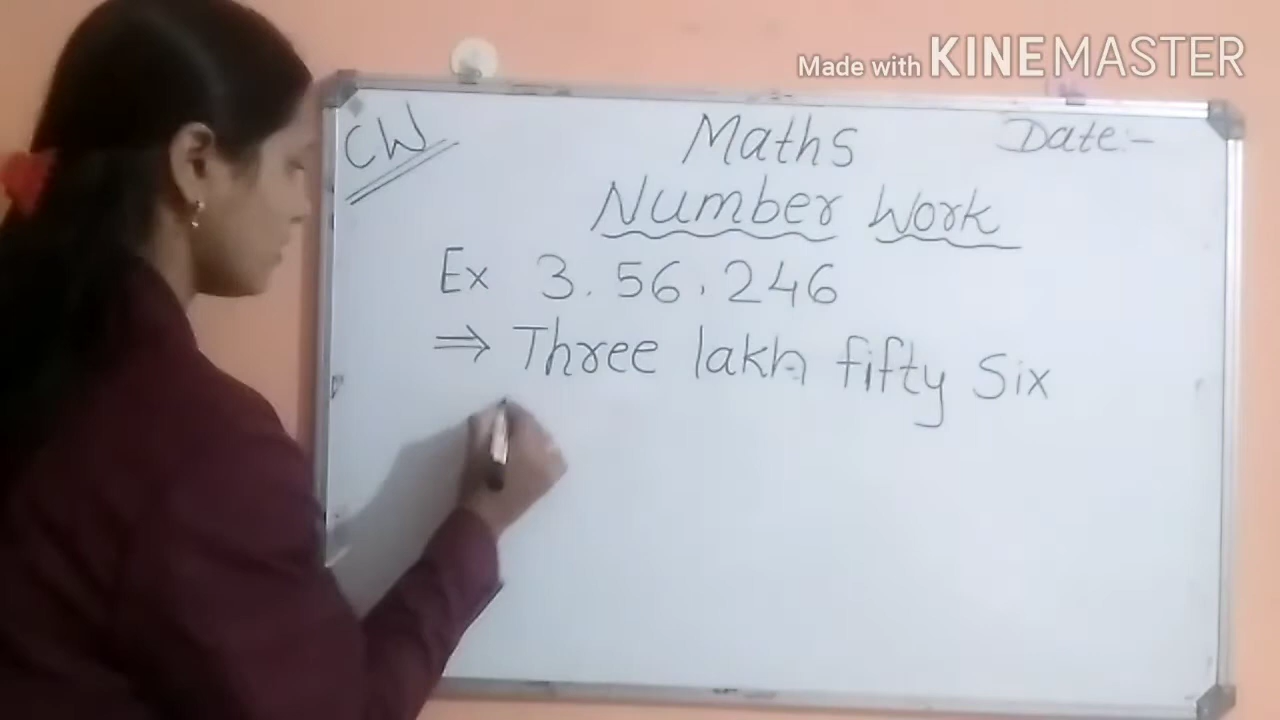 Made with KINEMASTER
CW
Maths
Date:-
Number Work
Ex 3.56.246
⇒ Three lakh fifty Six